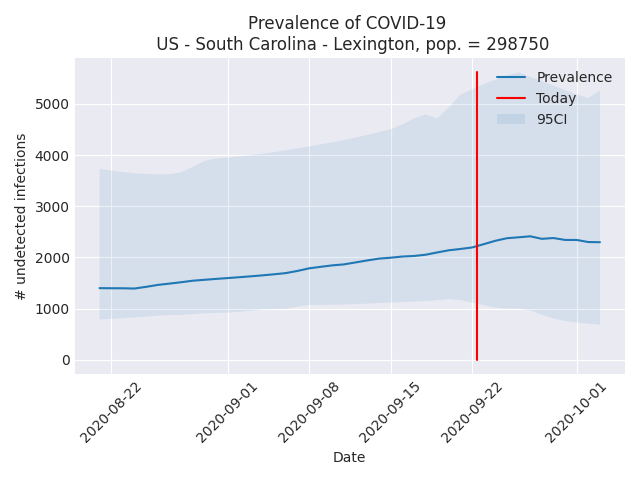 Prevalence of COVID-19
US - South Carolina - Lexington, pop. = 298750
Prevalence
Today
95CI
# undetected infections
5000
4000
3000
2000
1000
0
2020-08-22
2020-09-01
2020-09-08
2020-09-15
2020-09-22
2020-10-01
Date